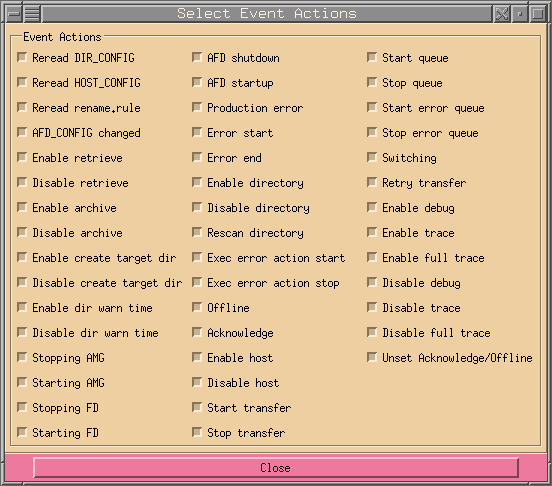 Select Event Actions
Event Actions
Reread DIR_CONFIG
Reread HOST_CONFIG
Reread rename.rule
AFD_CONFIG changed
Enable retrieve
Disable retrieve
Enable archive
Disable archive
Enable create target dir
Disable create target dir
Enable dir warn time
Disable dir warn time
Stopping AMG
Starting AMG
Stopping FD
Starting FD
AFD shutdown
AFD startup
Production error
Error start
Error end
Enable directory
Disable directory
Rescan directory
Exec error action start
Exec error action stop
Offline
Acknowledge
Enable host
Disable host
Start transfer
Stop transfer
Start queue
Stop queue
Start error queue
Stop error queue
Switching
Retry transfer
Enable debug
Enable trace
Enable full trace
Disable debug
Disable trace
Disable full trace
Unset Acknowledge/Offline
Close